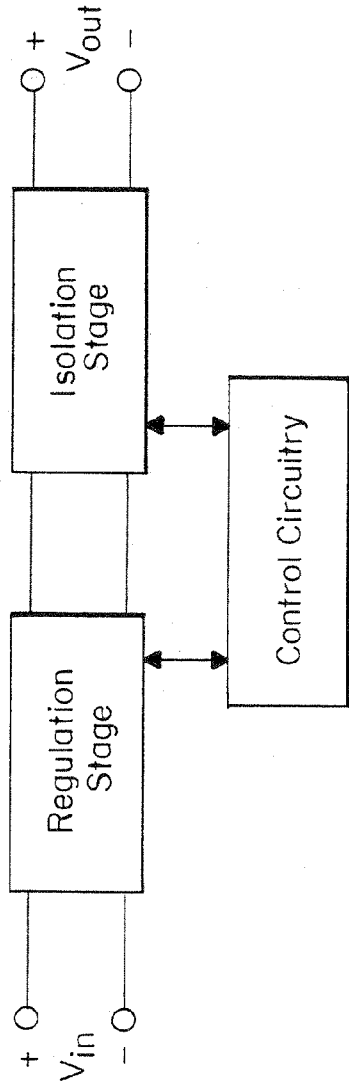 +
V_in
−
Regulation
Stage
Isolation
Stage
+
V_out
−
Control Circuitry